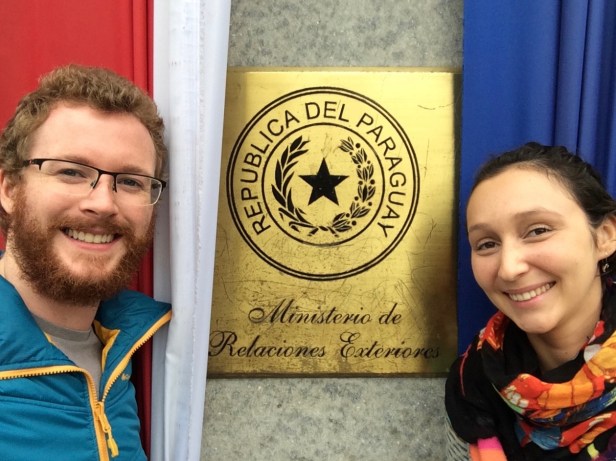 REPUBLICA DEL PARAGUAY
Ministerio de
Relaciones Exteriores